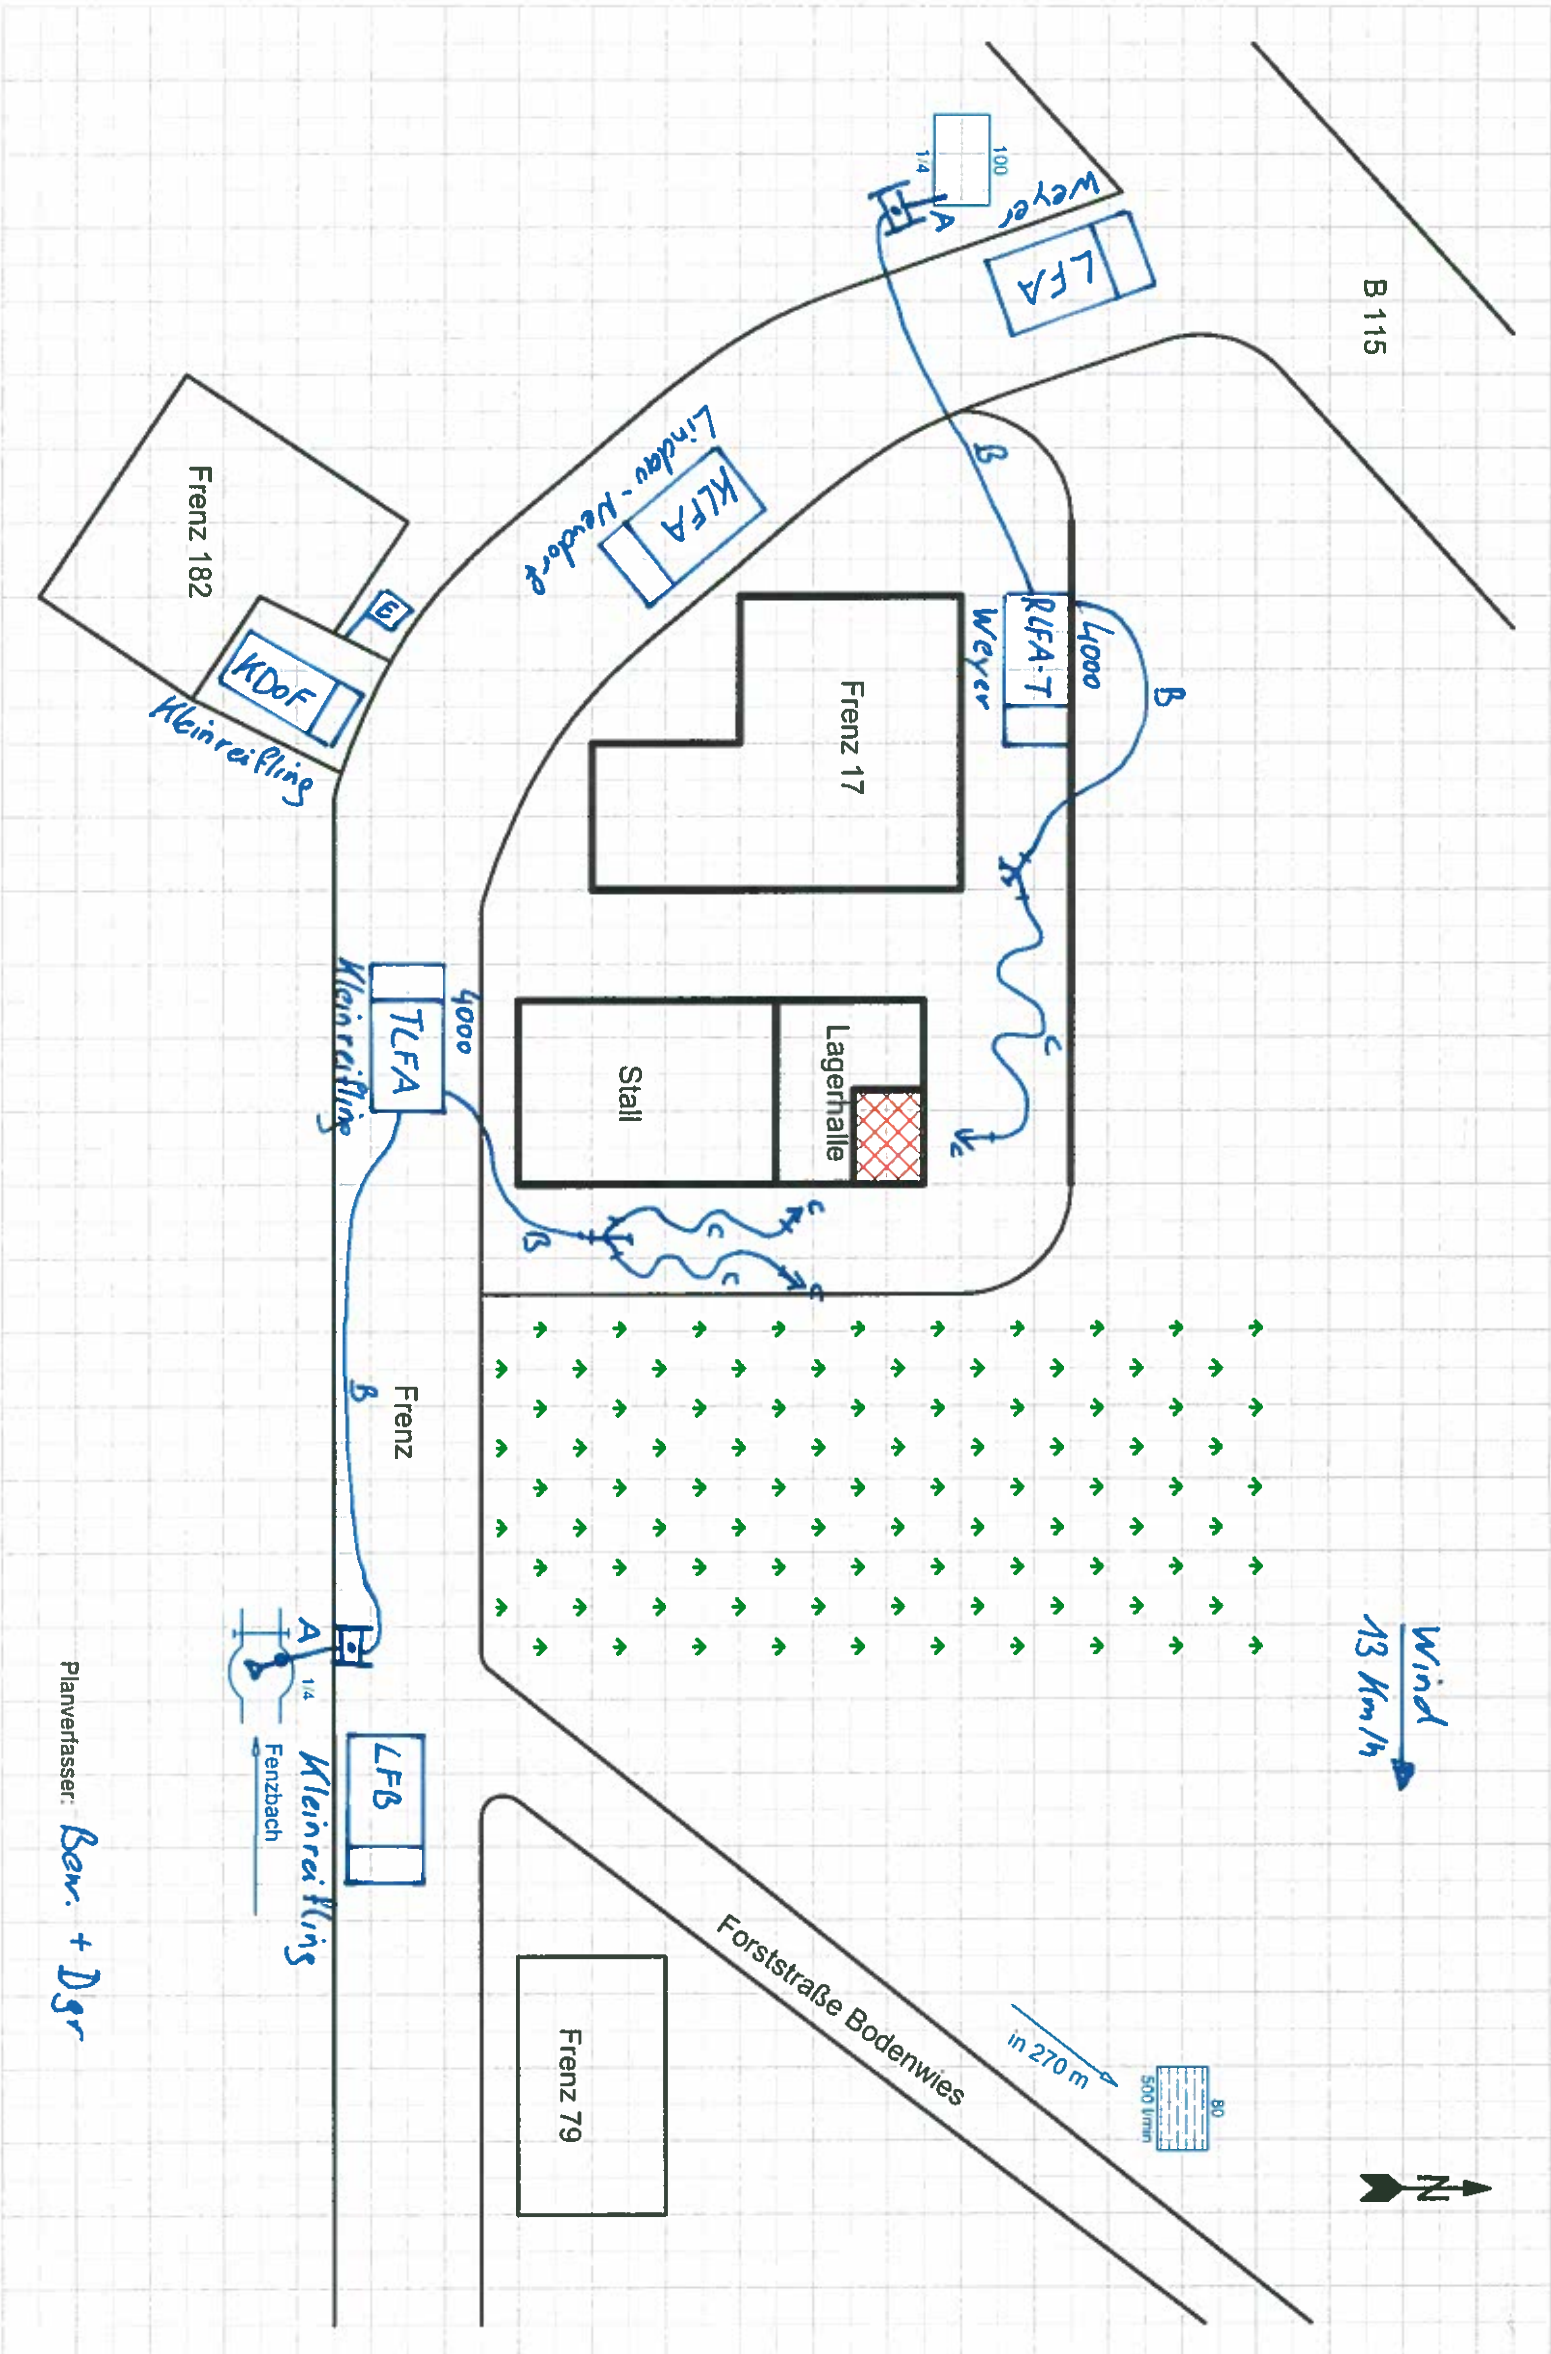 B 115
Wind
13 Km/h
N
Weyer
LFA
100
1/4
A
B
4000
RLFA-T
Weyer
B
C
Lindau-Neudorf
KLFA
Frenz 17
Lagerhalle
Stall
C
C
C
C
B
Frenz 182
E
KDoF
Kleinreifling
4000
TLFA
Kleinreifling
B
Frenz
A
1/4
LFB
Kleinreifling
Fenzbach
Forststraße Bodenwies
in 270 m
80
500 l/min
Frenz 79
Planverfasser: Bew. + Dgr